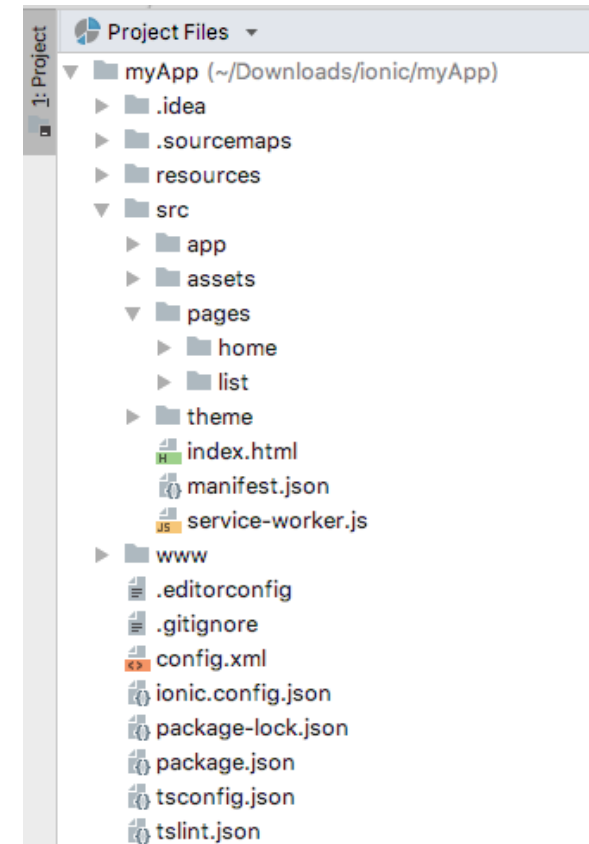 1: Project
Project Files
myApp (~/Downloads/ionic/myApp)
.idea
.sourcemaps
resources
src
app
assets
pages
home
list
theme
H index.html
{} manifest.json
JS service-worker.js
www
.editorconfig
.gitignore
<> config.xml
{} ionic.config.json
{} package-lock.json
{} package.json
{} tsconfig.json
{} tslint.json